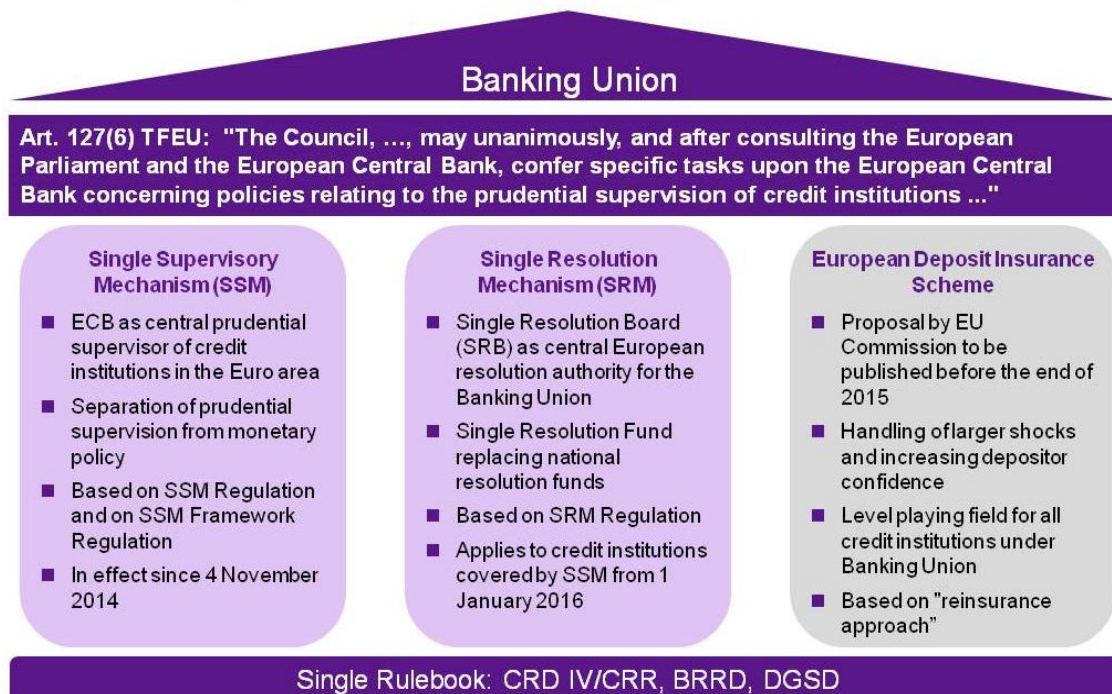 Banking Union
Art. 127(6) TFEU: "The Council, ..., may unanimously, and after consulting the European
Parliament and the European Central Bank, confer specific tasks upon the European Central
Bank concerning policies relating to the prudential supervision of credit institutions ..."
Single Supervisory
Mechanism (SSM)
■ ECB as central prudential
supervisor of credit
institutions in the Euro area
■ Separation of prudential
supervision from monetary
policy
■ Based on SSM Regulation
and on SSM Framework
Regulation
■ In effect since 4 November
2014
Single Resolution
Mechanism (SRM)
■ Single Resolution Board
(SRB) as central European
resolution authority for the
Banking Union
■ Single Resolution Fund
replacing national
resolution funds
■ Based on SRM Regulation
■ Applies to credit institutions
covered by SSM from 1
January 2016
European Deposit Insurance
Scheme
■ Proposal by EU
Commission to be
published before the end of
2015
■ Handling of larger shocks
and increasing depositor
confidence
■ Level playing field for all
credit institutions under
Banking Union
■ Based on "reinsurance
approach”
Single Rulebook: CRD IV/CRR, BRRD, DGSD